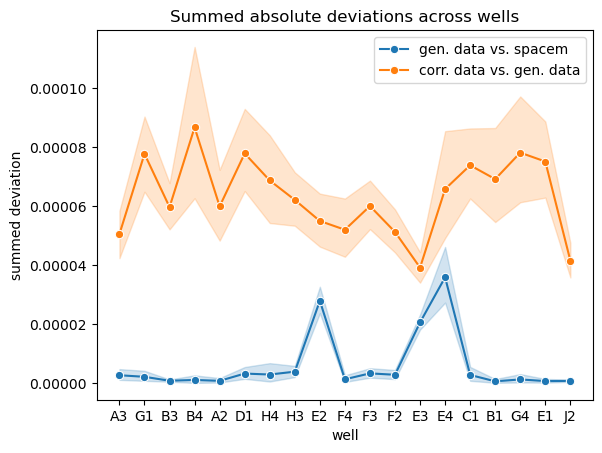 Summed absolute deviations across wells
gen. data vs. spacem
corr. data vs. gen. data
0.00010
0.00008
0.00006
0.00004
0.00002
0.00000
summed deviation
A3 G1 B3 B4 A2 D1 H4 H3 E2 F4 F3 F2 E3 E4 C1 B1 G4 E1 J2
well